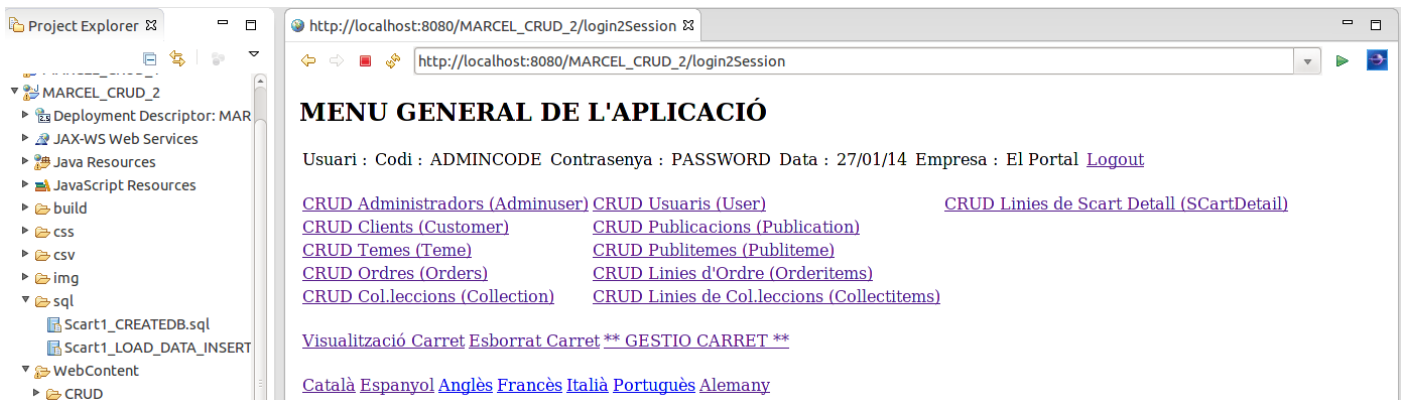 Project Explorer
http://localhost:8080/MARCEL_CRUD_2/login2Session
http://localhost:8080/MARCEL_CRUD_2/login2Session
MARCEL_CRUD_2
Deployment Descriptor: MAR
JAX-WS Web Services
Java Resources
JavaScript Resources
build
css
csv
img
sql
Scart1_CREATEDB.sql
Scart1_LOAD_DATA_INSERT
WebContent
CRUD
MENU GENERAL DE L'APLICACIÓ
Usuari : Codi : ADMINCODE Contrasenya : PASSWORD Data : 27/01/14 Empresa : El Portal Logout
CRUD Administradors (Adminuser) CRUD Usuaris (User) CRUD Linies de Scart Detall (SCartDetail)
CRUD Clients (Customer) CRUD Publicacions (Publication)
CRUD Temes (Teme) CRUD Publitemes (Publiteme)
CRUD Ordres (Orders) CRUD Linies d'Ordre (Orderitems)
CRUD Col.leccions (Collection) CRUD Linies de Col.leccions (Collectitems)
Visualització Carret Esborrat Carret ** GESTIO CARRET **
Català Espanyol Anglès Francès Italià Portuguès Alemany